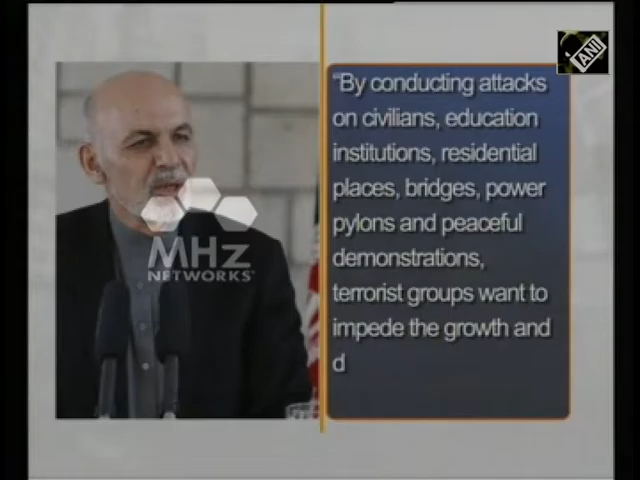 ANI
"By conducting attacks
on civilians, education
institutions, residential
places, bridges, power
pylons and peaceful
demonstrations,
terrorist groups want to
impede the growth and
d
MHz
NETWORKS